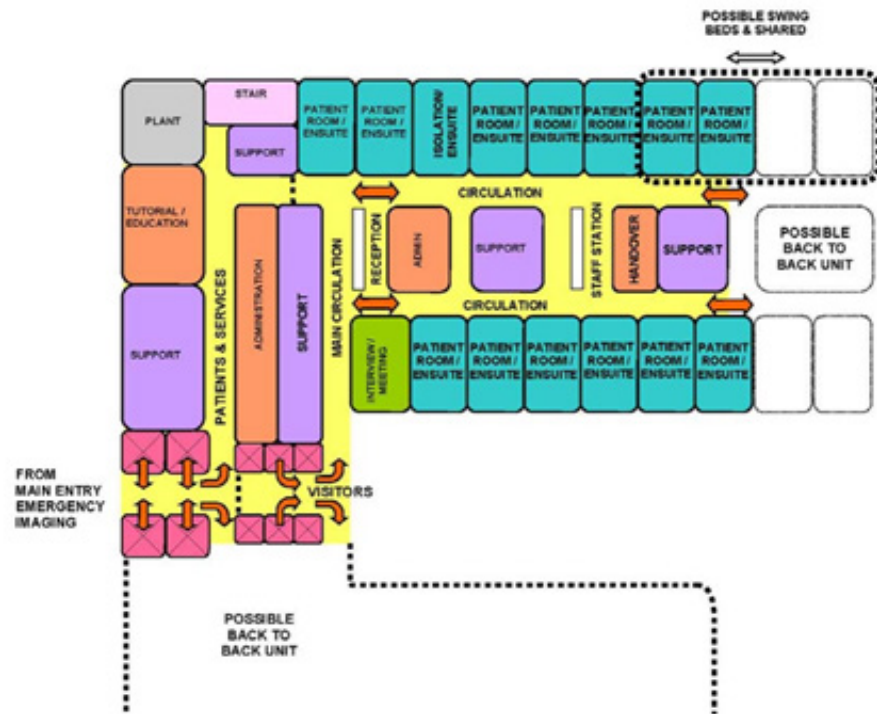 POSSIBLE SWING
BEDS & SHARED
PLANT
STAIR
SUPPORT
PATIENT
ROOM /
ENSUITE
PATIENT
ROOM /
ENSUITE
ISOLATION/
ENSUITE
PATIENT
ROOM /
ENSUITE
PATIENT
ROOM /
ENSUITE
PATIENT
ROOM /
ENSUITE
PATIENT
ROOM /
ENSUITE
PATIENT
ROOM /
ENSUITE
CIRCULATION
TUTORIAL /
EDUCATION
SUPPORT
PATIENTS & SERVICES
ADMINISTRATION
SUPPORT
MAIN CIRCULATION
RECEPTION
ADMIN
SUPPORT
STAFF STATION
HANDOVER
SUPPORT
POSSIBLE
BACK TO
BACK UNIT
CIRCULATION
INTERVIEW /
MEETING
PATIENT
ROOM /
ENSUITE
PATIENT
ROOM /
ENSUITE
PATIENT
ROOM /
ENSUITE
PATIENT
ROOM /
ENSUITE
PATIENT
ROOM /
ENSUITE
PATIENT
ROOM /
ENSUITE
FROM
MAIN ENTRY
EMERGENCY
IMAGING
VISITORS
POSSIBLE
BACK TO
BACK UNIT